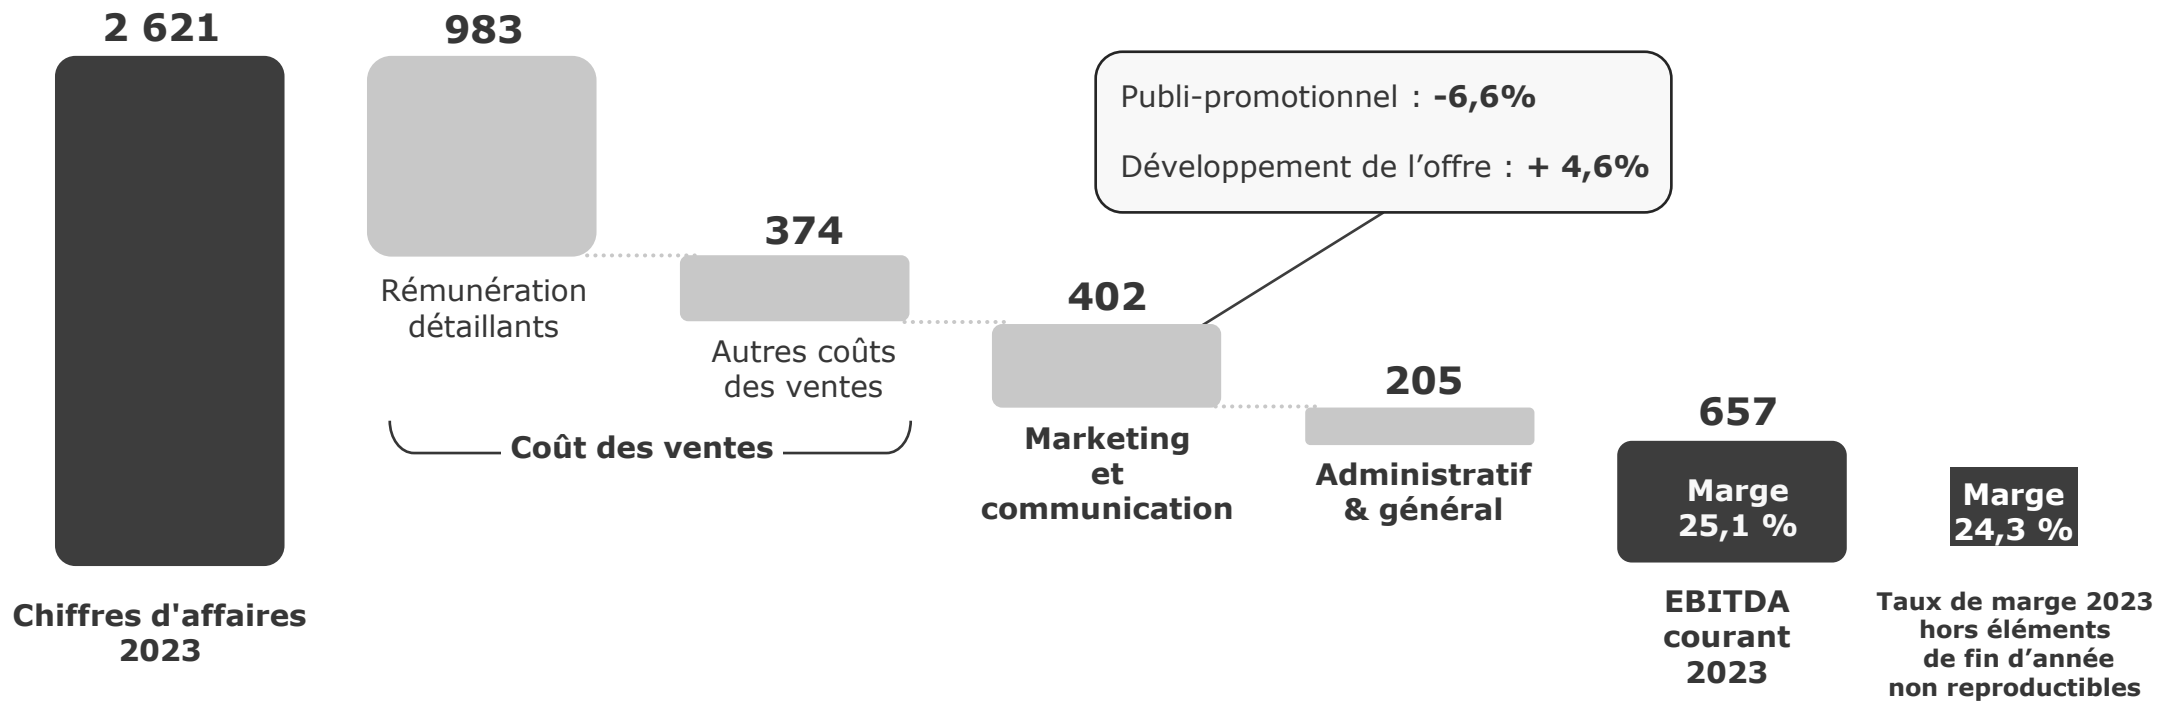 2 621
Chiffres d'affaires
2023
983
Rémunération
détaillants
374
Autres coûts
des ventes
Coût des ventes
402
Marketing
et
communication
Publi-promotionnel : -6,6%
Développement de l’offre : + 4,6%
205
Administratif
& général
657
Marge
25,1 %
EBITDA
courant
2023
Marge
24,3 %
Taux de marge 2023
hors éléments
de fin d’année
non reproductibles